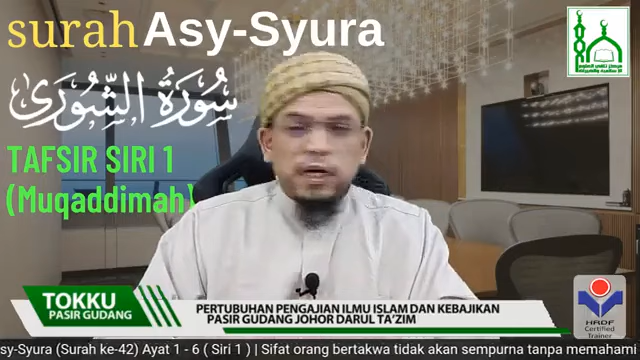 surah Asy-Syura
سُورَةُ الشُّورَىٰ
TAFSIR SIRI 1
(Muqaddimah)
TOKKU
PASIR GUDANG
PERTUBUHAN PENGAJIAN ILMU ISLAM DAN KEBAJIKAN
PASIR GUDANG JOHOR DARUL TA'ZIM
HRDF
Certified
Trainer
sy-Syura (Surah ke-42) Ayat 1 - 6 ( Siri 1 ) | Sifat orang bertakwa tidak akan sempurna tanpa memahami